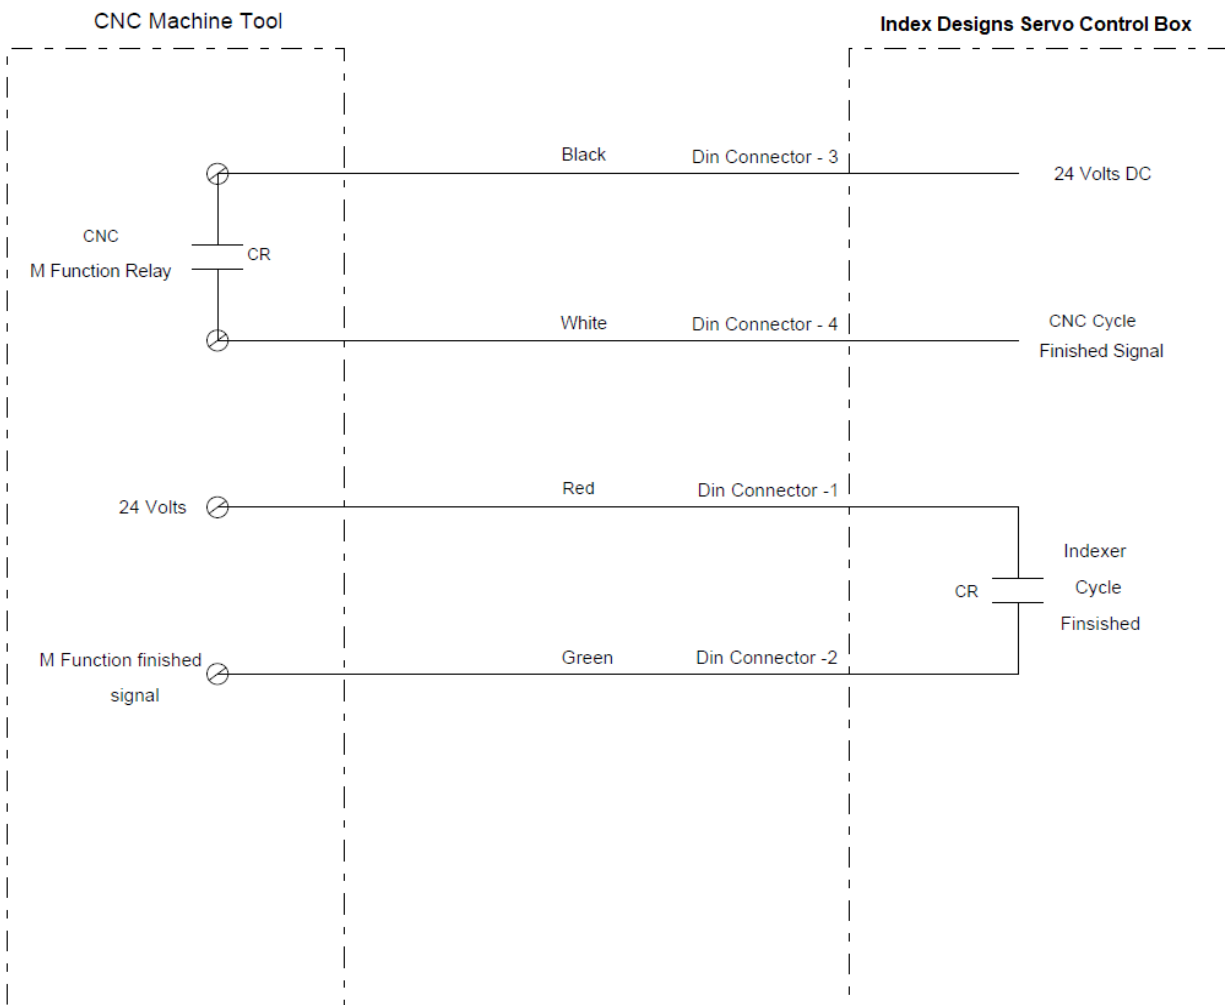 CNC Machine Tool
Index Designs Servo Control Box
Black
Din Connector - 3
24 Volts DC
CNC
M Function Relay
CR
White
Din Connector - 4
CNC Cycle
Finished Signal
24 Volts
Red
Din Connector -1
CR
Indexer
Cycle
Finsished
M Function finished
signal
Green
Din Connector -2